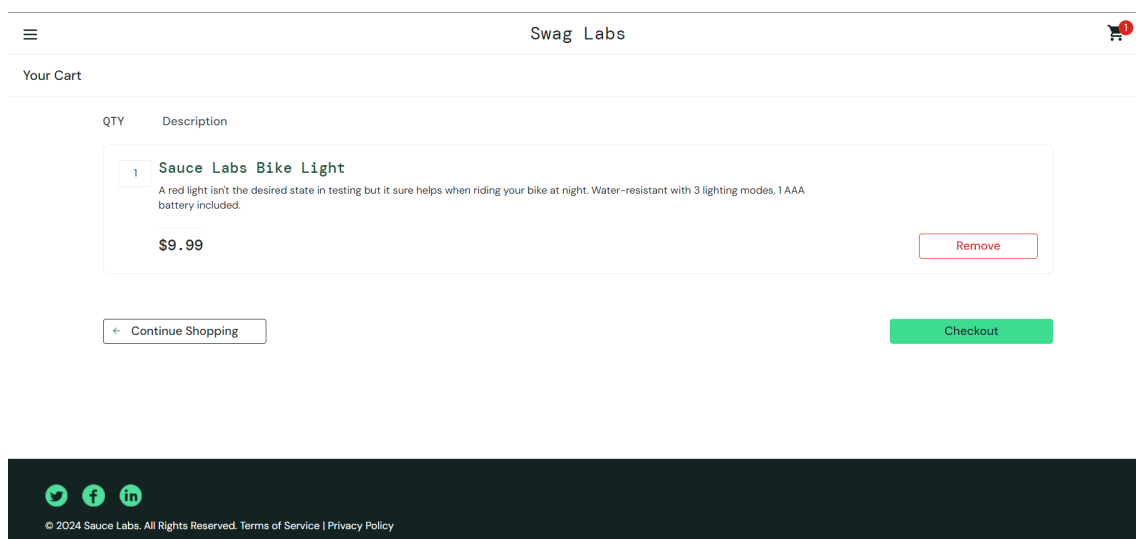 Swag Labs
1
Your Cart
QTY Description
1
Sauce Labs Bike Light
A red light isn't the desired state in testing but it sure helps when riding your bike at night. Water-resistant with 3 lighting modes, 1 AAA
battery included.
$9.99
Remove
← Continue Shopping
Checkout
in
© 2024 Sauce Labs. All Rights Reserved. Terms of Service | Privacy Policy